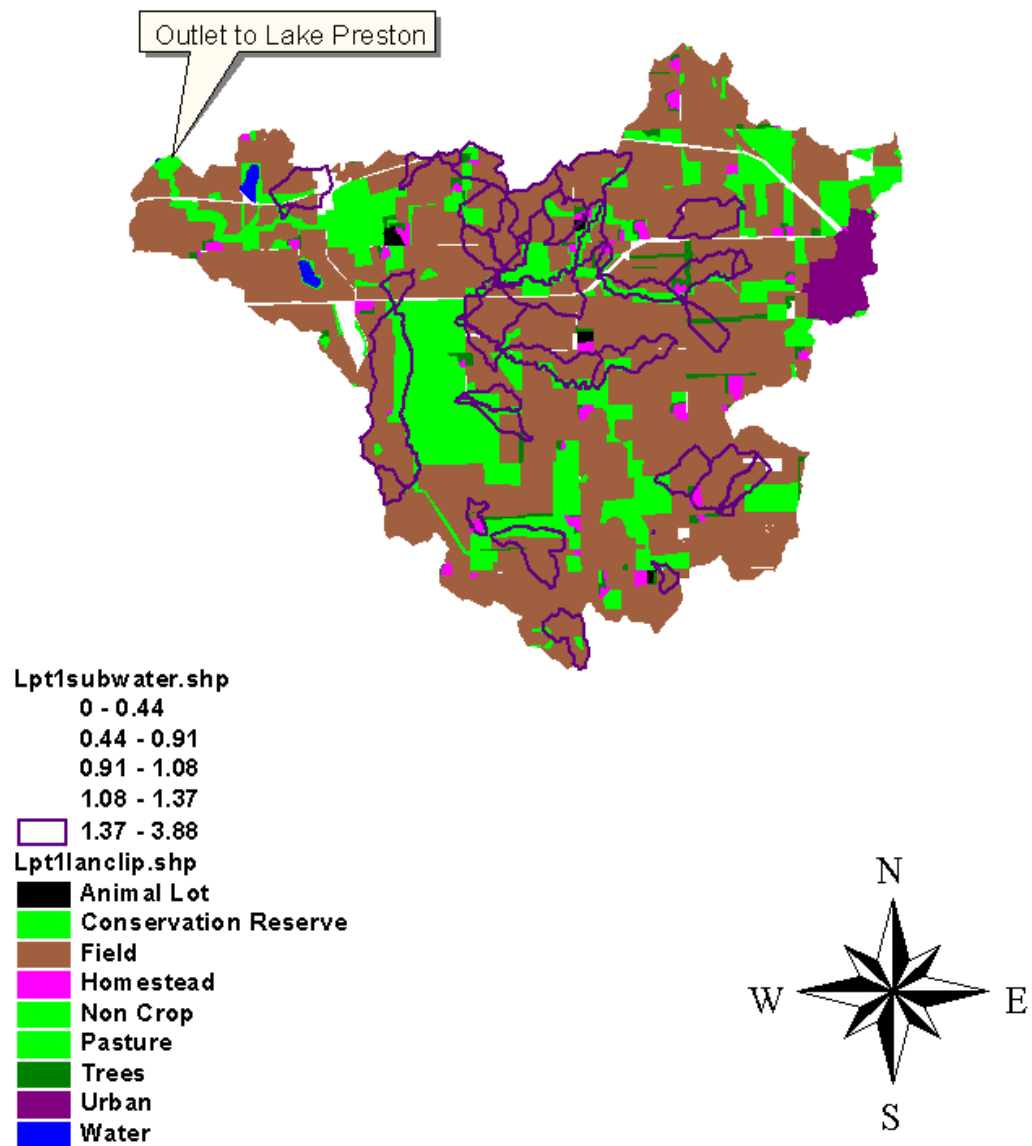 Outlet to Lake Preston
Lpt1subwater.shp
0 - 0.44
0.44 - 0.91
0.91 - 1.08
1.08 - 1.37
1.37 - 3.88
Lpt1lanclip.shp
Animal Lot
Conservation Reserve
Field
Homestead
Non Crop
Pasture
Trees
Urban
Water
N
W E
S